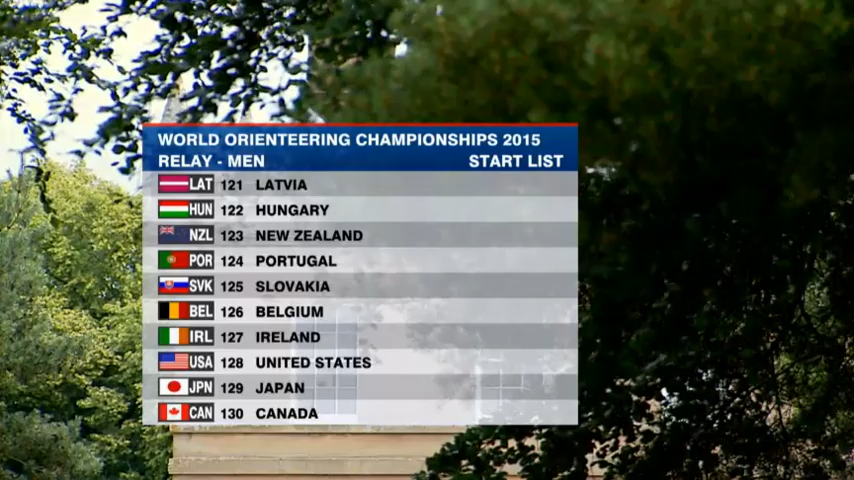 WORLD ORIENTEERING CHAMPIONSHIPS 2015
RELAY - MEN START LIST
LAT 121 LATVIA
HUN 122 HUNGARY
NZL 123 NEW ZEALAND
POR 124 PORTUGAL
SVK 125 SLOVAKIA
BEL 126 BELGIUM
IRL 127 IRELAND
USA 128 UNITED STATES
JPN 129 JAPAN
CAN 130 CANADA